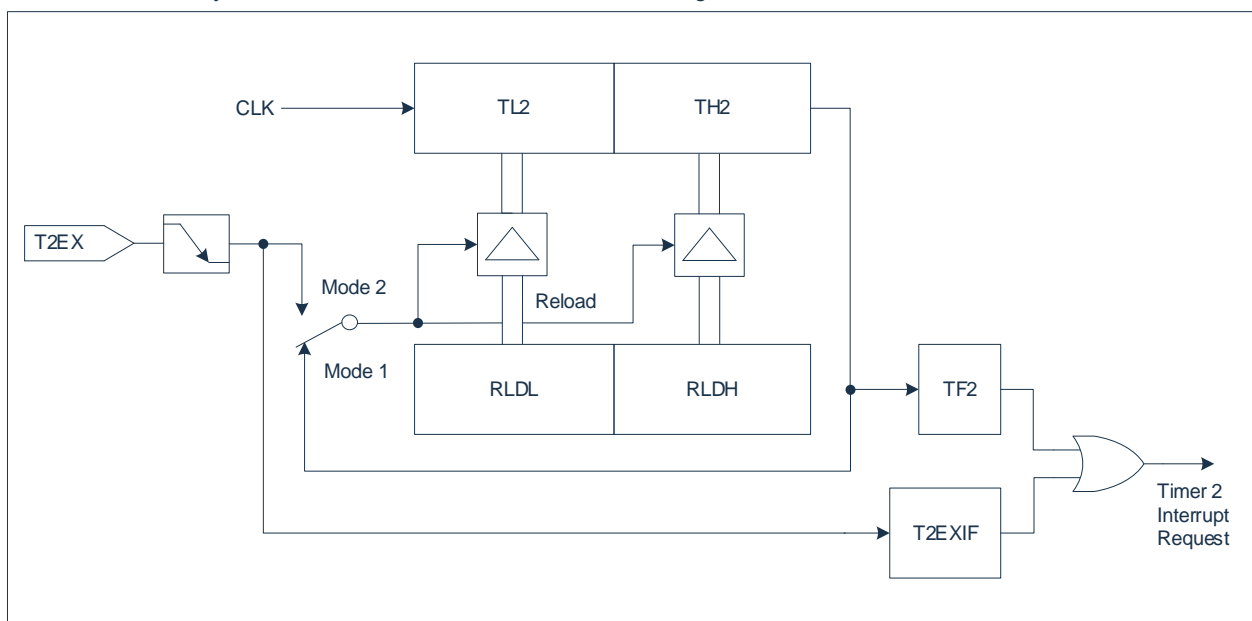 CLK
TL2
TH2
T2EX
Mode 2
Reload
Mode 1
RLDL
RLDH
TF2
T2EXIF
Timer 2
Interrupt
Request